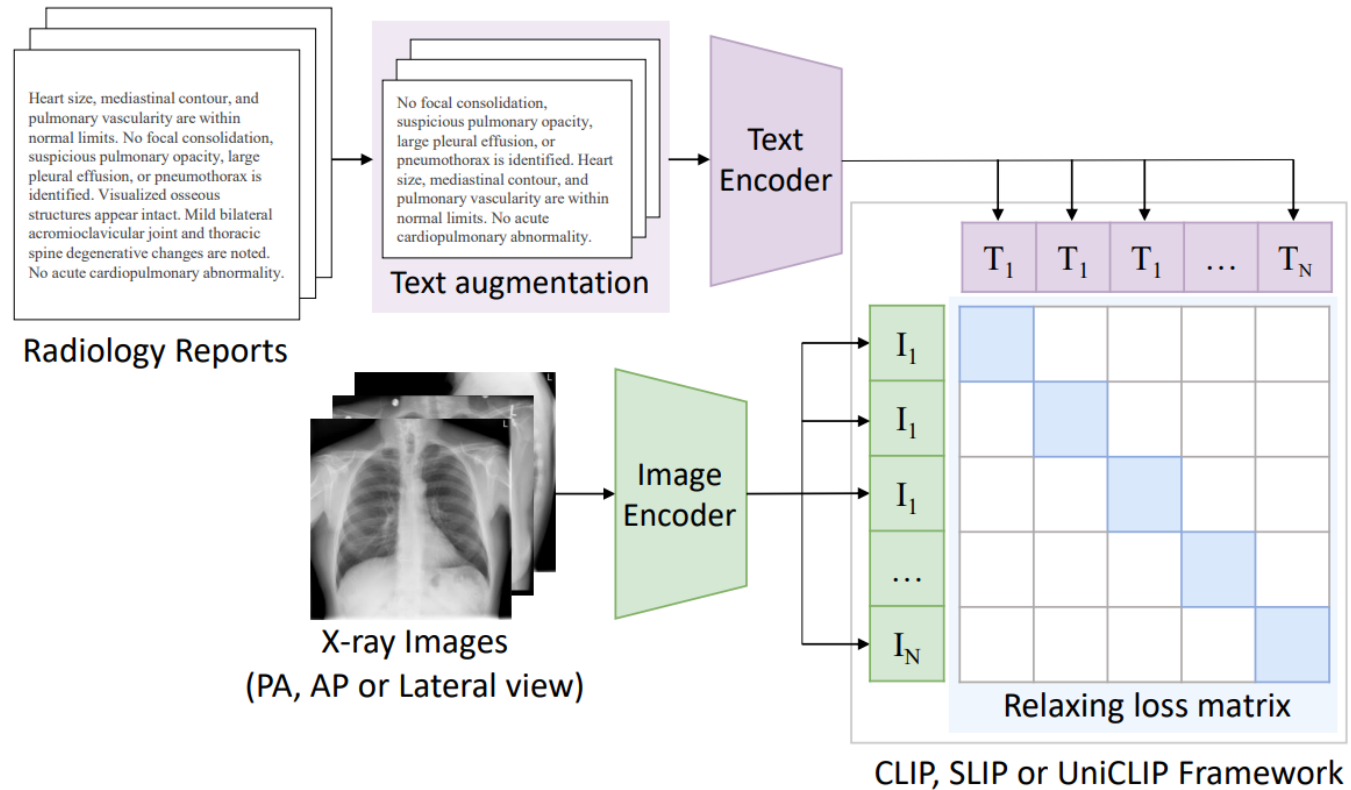 Heart size, mediastinal contour, and
pulmonary vascularity are within
normal limits. No focal consolidation,
suspicious pulmonary opacity, large
pleural effusion, or pneumothorax is
identified. Visualized osseous
structures appear intact. Mild bilateral
acromioclavicular joint and thoracic
spine degenerative changes are noted.
No acute cardiopulmonary abnormality.
Radiology Reports
No focal consolidation,
suspicious pulmonary opacity,
large pleural effusion, or
pneumothorax is identified. Heart
size, mediastinal contour, and
pulmonary vascularity are within
normal limits. No acute
cardiopulmonary abnormality.
Text augmentation
Text
Encoder
T1 T1 T1 … TN
L
L
L
X-ray Images
(PA, AP or Lateral view)
Image
Encoder
I1
I1
I1
…
IN
Relaxing loss matrix
CLIP, SLIP or UniCLIP Framework